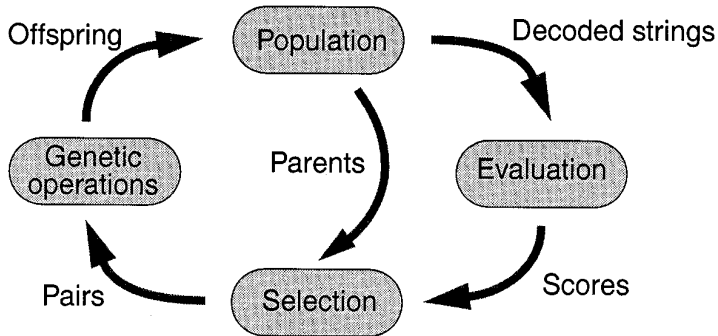 Offspring
Population
Decoded strings
Genetic
operations
Parents
Evaluation
Pairs
Selection
Scores